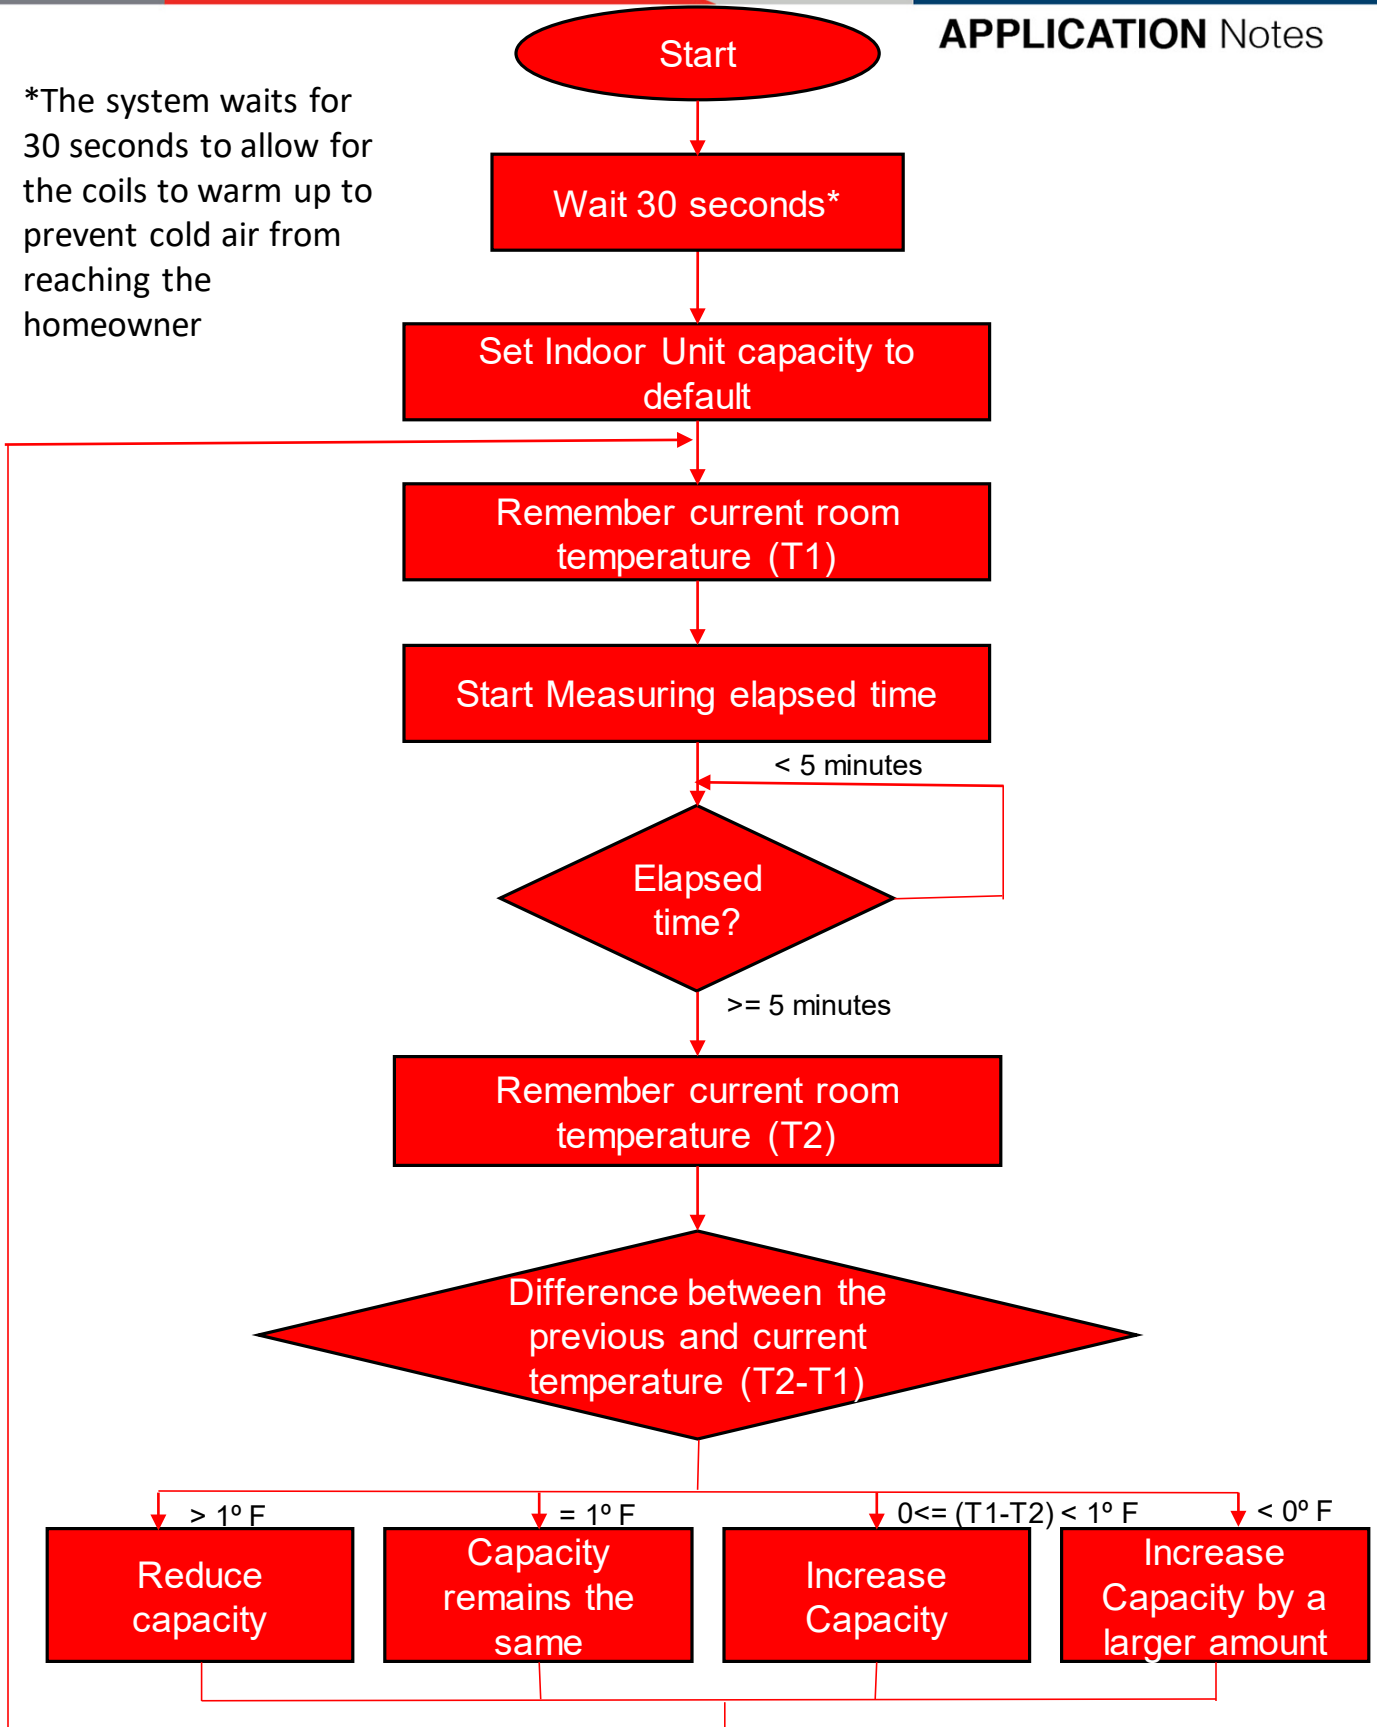 APPLICATION Notes
Start
*The system waits for
30 seconds to allow for
the coils to warm up to
prevent cold air from
reaching the
homeowner
Wait 30 seconds*
Set Indoor Unit capacity to
default
Remember current room
temperature (T1)
Start Measuring elapsed time
< 5 minutes
Elapsed
time?
>= 5 minutes
Remember current room
temperature (T2)
Difference between the
previous and current
temperature (T2-T1)
> 1º F
= 1º F
0<= (T1-T2) < 1º F
< 0º F
Reduce
capacity
Capacity
remains the
same
Increase
Capacity
Increase
Capacity by a
larger amount